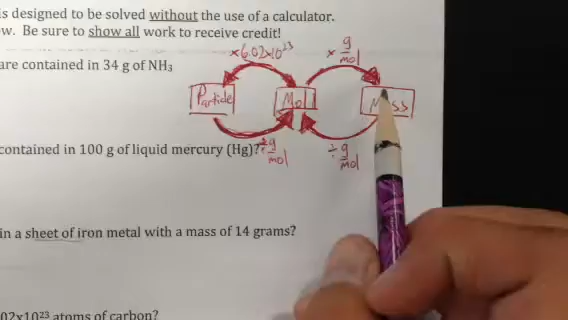 is designed to be solved without the use of a calculator.
w. Be sure to show all work to receive credit!
are contained in 34 g of NH₃
×6.02×10²³
× g/mol
Particle
Mol
Mass
contained in 100 g of liquid mercury (Hg)?
÷ g/mol
÷ g/mol
in a sheet of iron metal with a mass of 14 grams?
02x10²³ atoms of carbon?